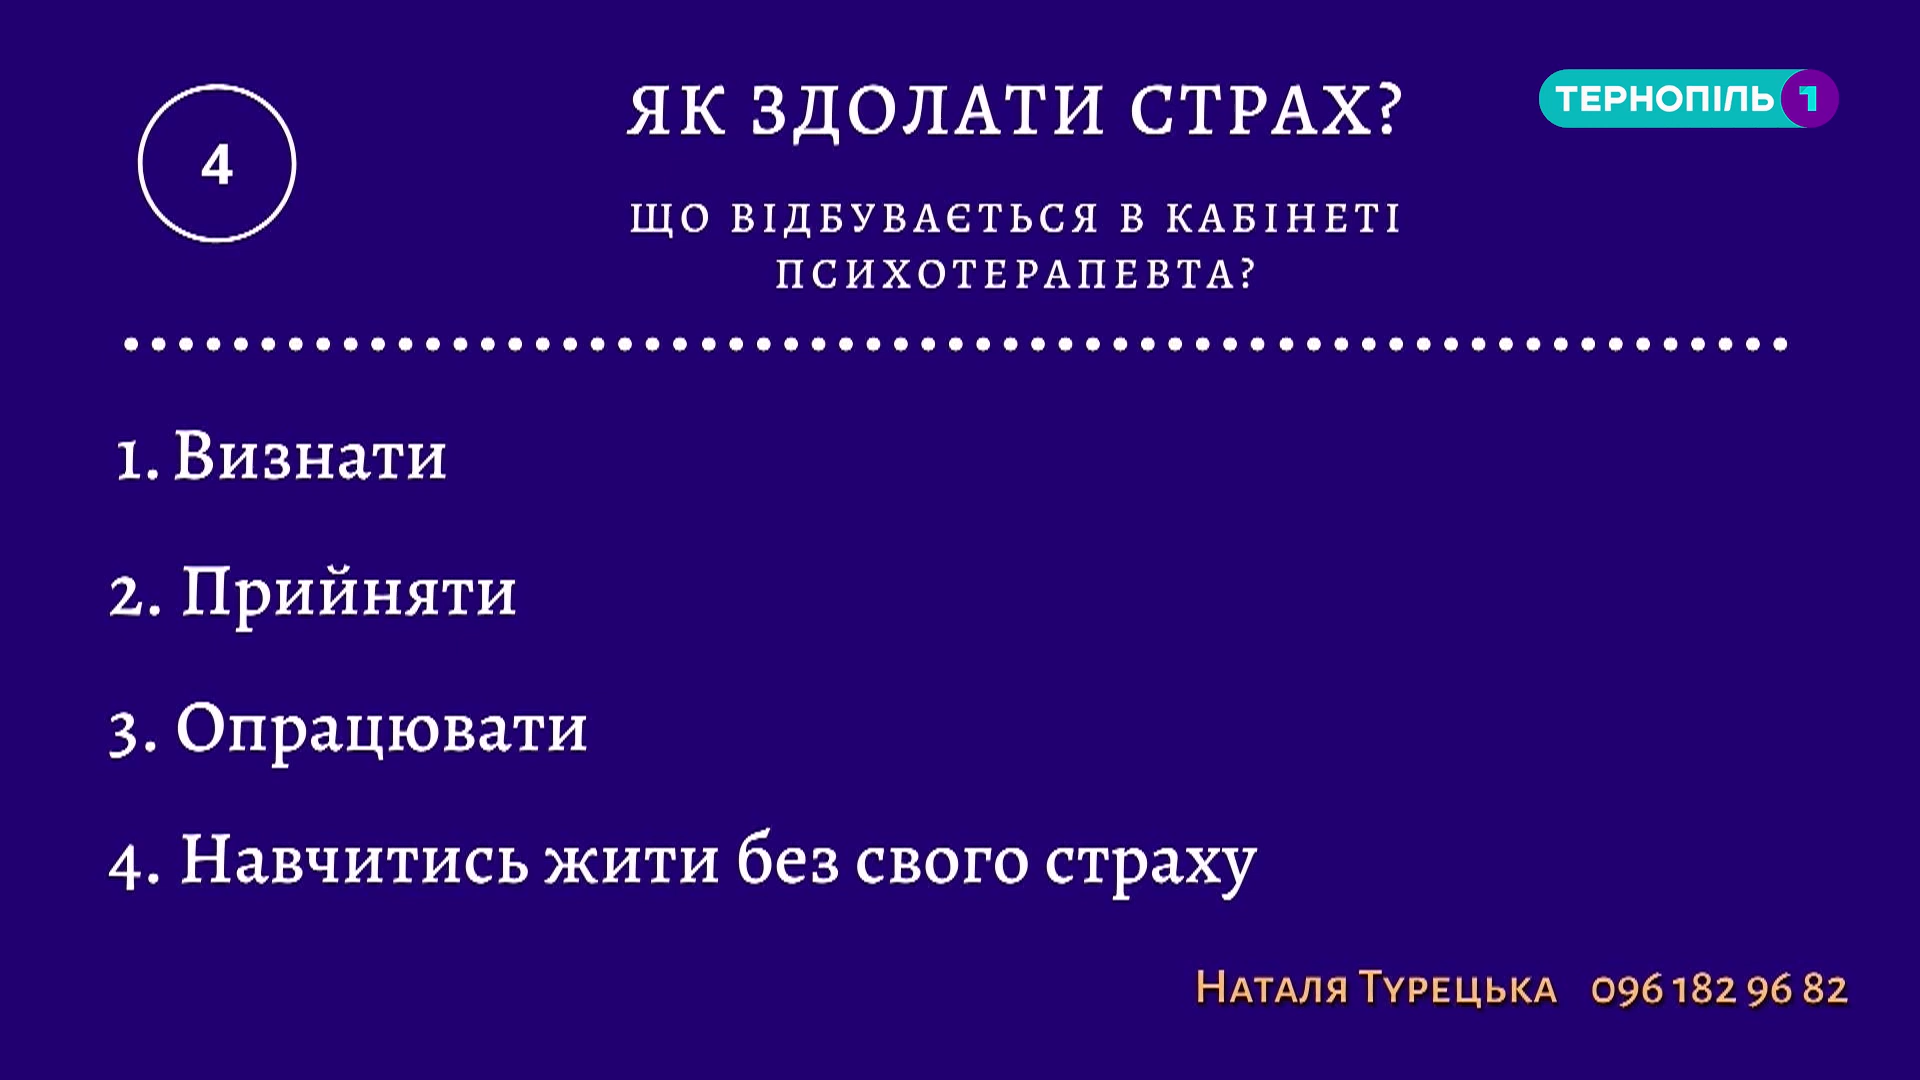 4
ЯК ЗДОЛАТИ СТРАХ?
ТЕРНОПІЛЬ 1
ЩО ВІДБУВАЄТЬСЯ В КАБІНЕТІ
ПСИХОТЕРАПЕВТА?
1. Визнати
2. Прийняти
3. Опрацювати
4. Навчитись жити без свого страху
Наталя Турецька 096 182 96 82